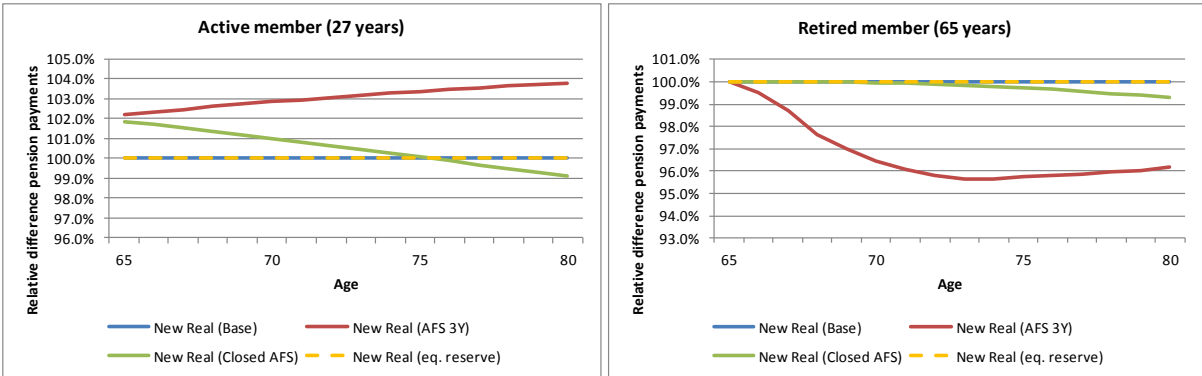 Active member (27 years)
Relative difference pension payments
105.0%
104.0%
103.0%
102.0%
101.0%
100.0%
99.0%
98.0%
97.0%
96.0%
65 70 75 80
Age
New Real (Base) New Real (AFS 3Y)
New Real (Closed AFS) New Real (eq. reserve)
Retired member (65 years)
Relative difference pension payments
101.0%
100.0%
99.0%
98.0%
97.0%
96.0%
95.0%
94.0%
93.0%
65 70 75 80
Age
New Real (Base) New Real (AFS 3Y)
New Real (Closed AFS) New Real (eq. reserve)